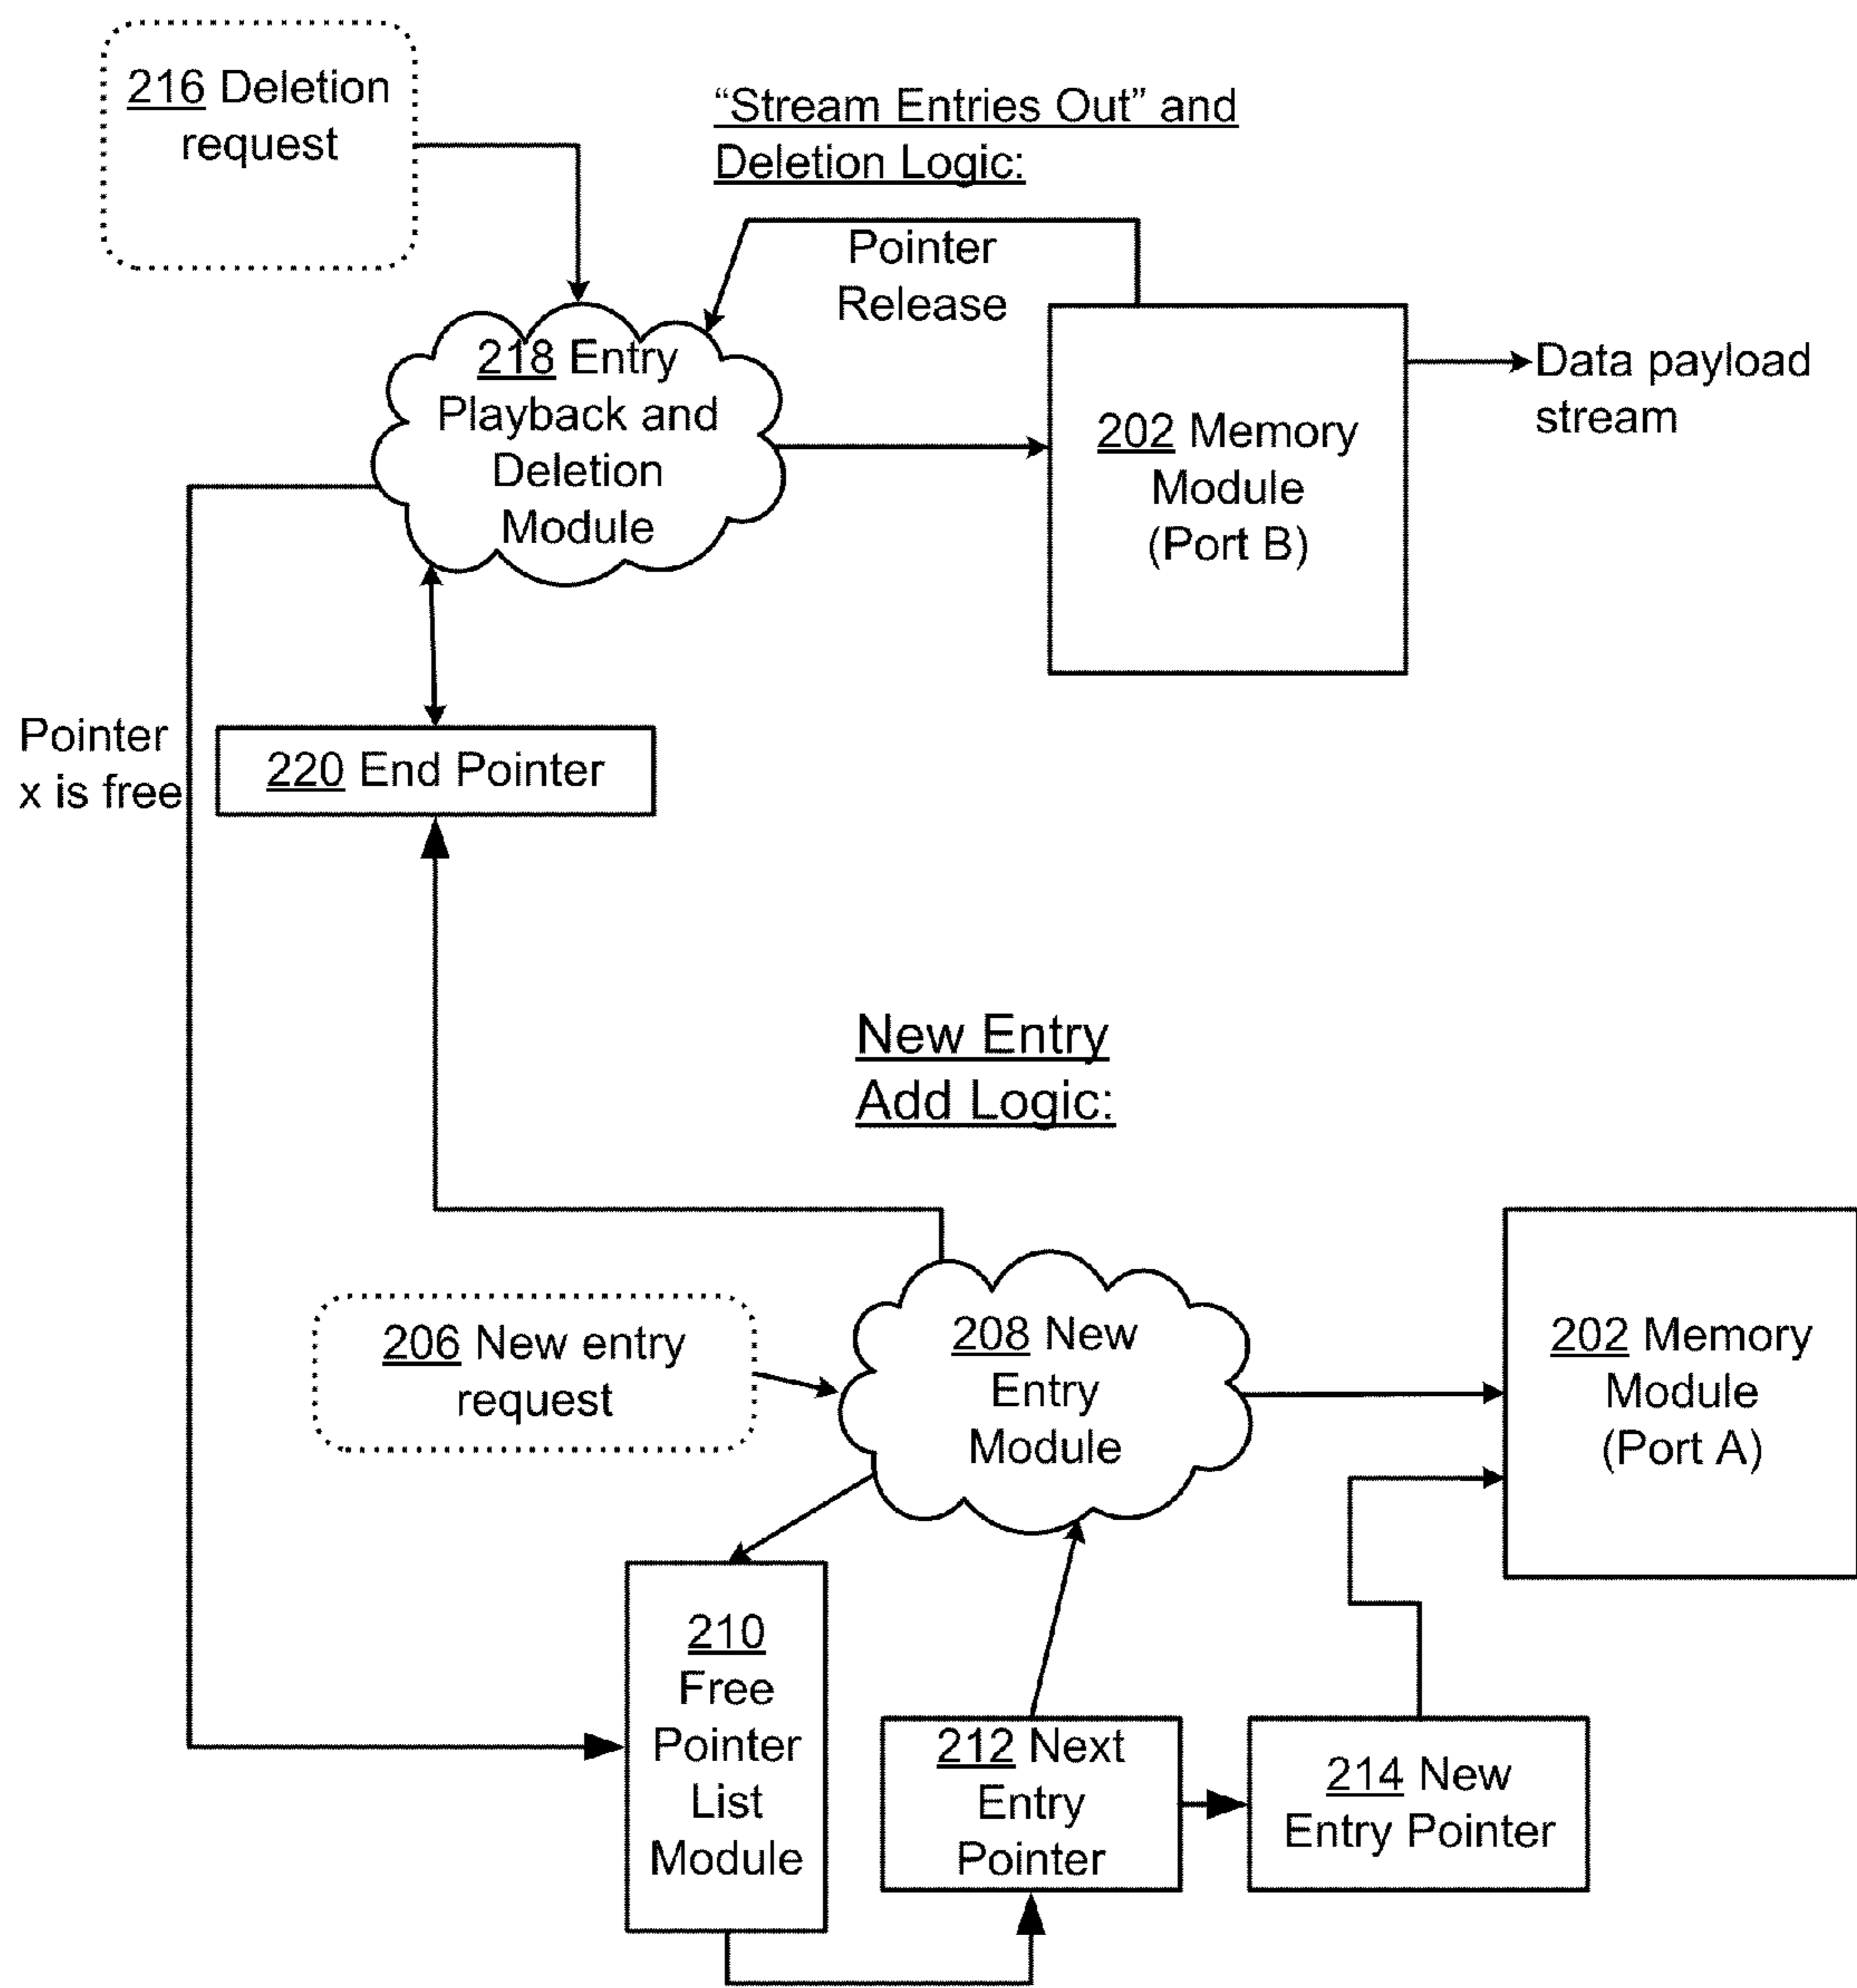 216 Deletion
request
“Stream Entries Out” and
Deletion Logic:
Pointer
Release
218 Entry
Playback and
Deletion
Module
202 Memory
Module
(Port B)
Data payload
stream
Pointer
x is free
220 End Pointer
New Entry
Add Logic:
206 New entry
request
208 New
Entry
Module
202 Memory
Module
(Port A)
210
Free
Pointer
List
Module
212 Next
Entry
Pointer
214 New
Entry Pointer